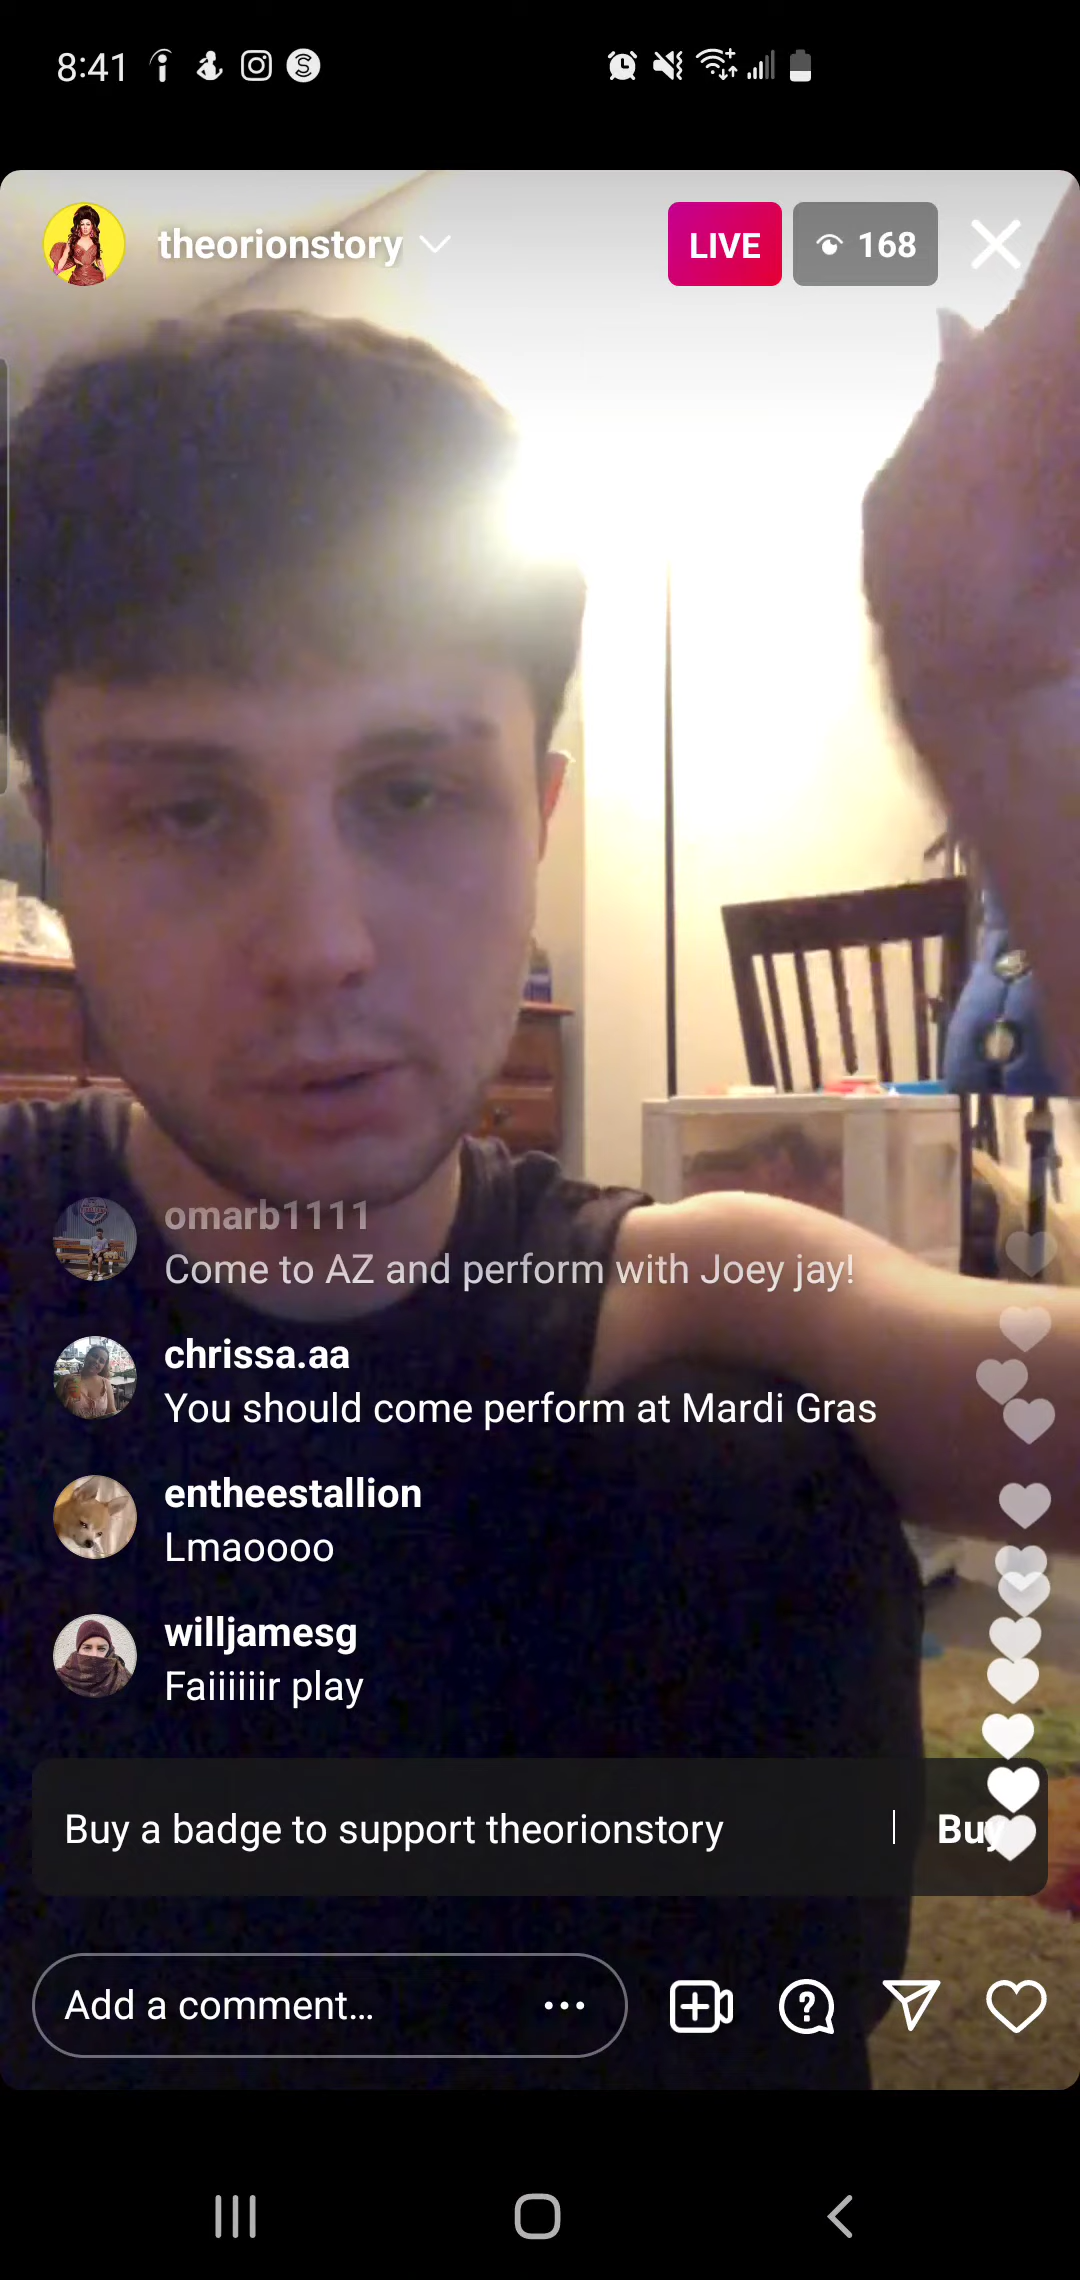 8:41
theorionstory
LIVE
168
omarb1111
Come to AZ and perform with Joey jay!
chrissa.aa
You should come perform at Mardi Gras
entheestallion
Lmaoooo
willjamesg
Faiiiiiir play
Buy a badge to support theorionstory | Buy
Add a comment...